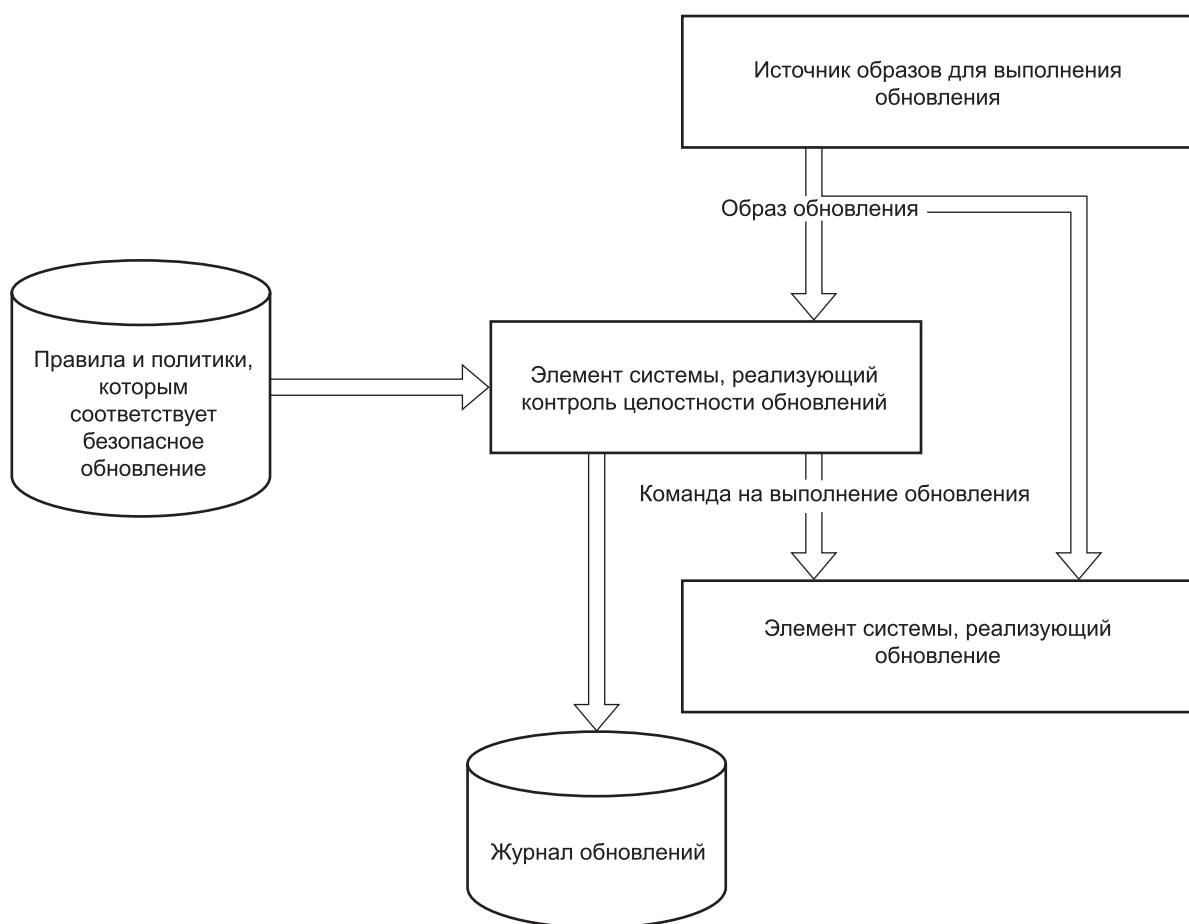 Источник образов для выполнения
обновления
Образ обновления
Правила и политики,
которым
соответствует
безопасное
обновление
Элемент системы, реализующий
контроль целостности обновлений
Команда на выполнение обновления
Элемент системы, реализующий
обновление
Журнал обновлений